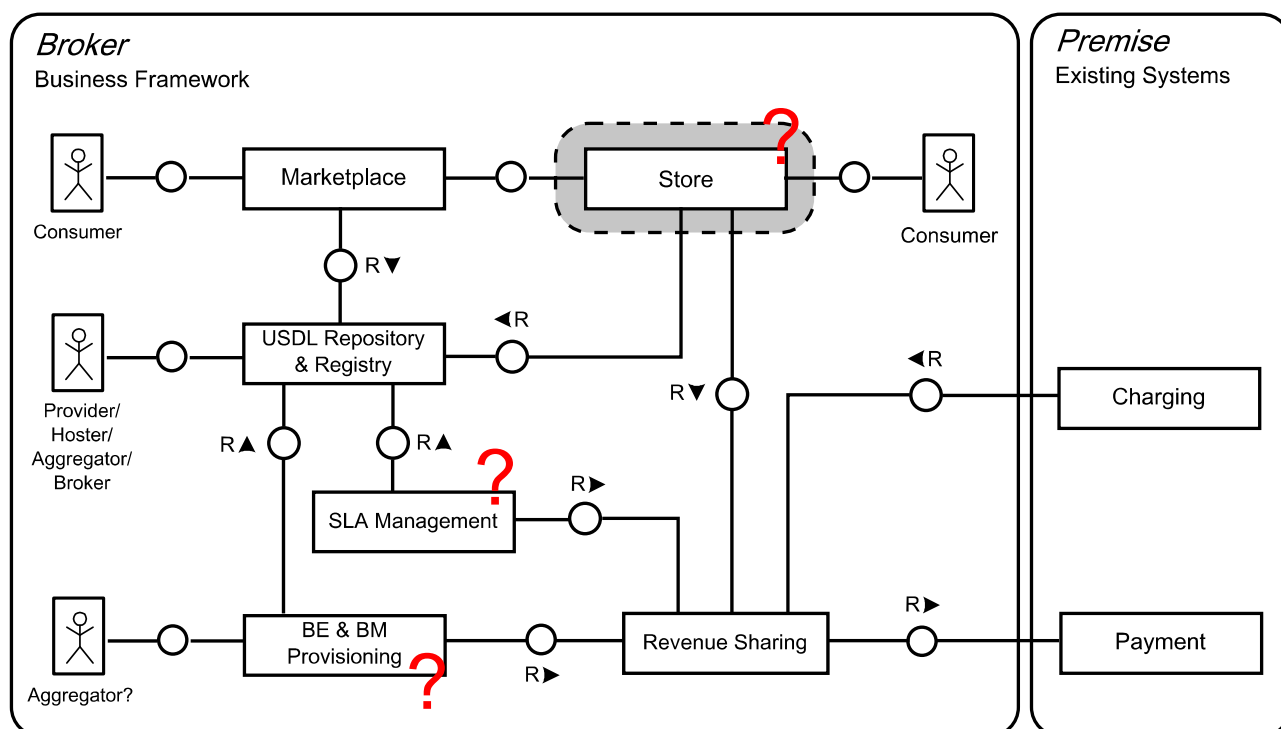 Broker
Business Framework
Premise
Existing Systems
?
Marketplace
Store
Consumer
Consumer
R▼
USDL Repository
& Registry
◄R
Provider/
Hoster/
Aggregator/
Broker
R▼
◄R
Charging
R▲
R▲
?
SLA Management
R►
BE & BM
Provisioning
?
R►
Revenue Sharing
R►
Payment
Aggregator?